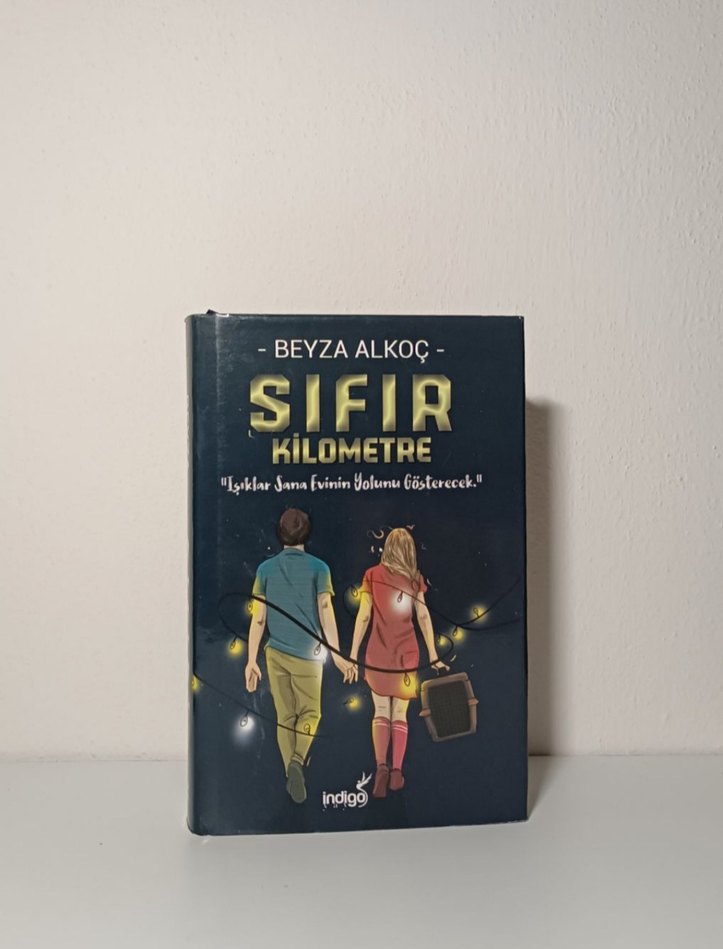 - BEYZA ALKOÇ -
SIFIR
KİLOMETRE
"Işıklar Sana Evinin Yolunu Gösterecek."
indigo